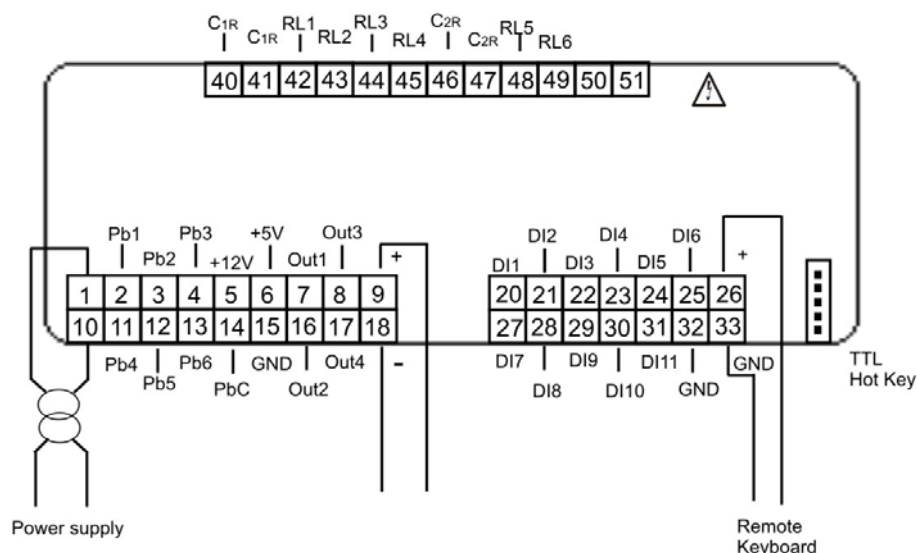 C1R C1R RL1 RL2 RL3 RL4 C2R C2R RL5 RL6
40 41 42 43 44 45 46 47 48 49 50 51
Pb1 Pb2 Pb3 +12V +5V Out1 Out3 +
1 2 3 4 5 6 7 8 9
10 11 12 13 14 15 16 17 18
Pb4 Pb5 Pb6 PbC GND Out2 Out4 -
DI1 DI2 DI3 DI4 DI5 DI6 +
20 21 22 23 24 25 26
27 28 29 30 31 32 33
DI7 DI8 DI9 DI10 DI11 GND GND
TTL
Hot Key
Power supply
Remote
Keyboard